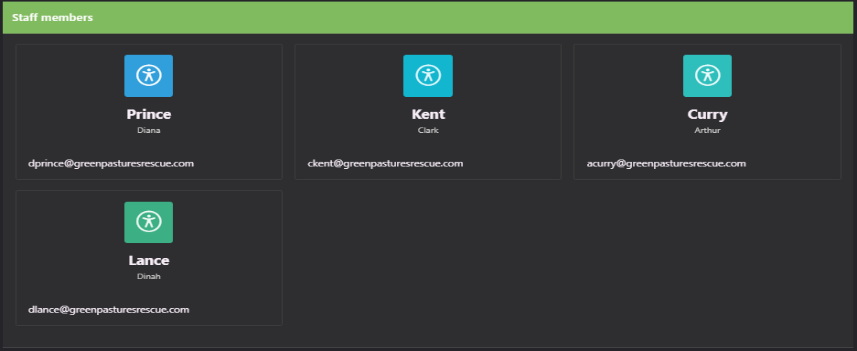 Staff members
Prince
Diana
dprince@greenpasturesrescue.com
Kent
Clark
ckent@greenpasturesrescue.com
Curry
Arthur
acurry@greenpasturesrescue.com
Lance
Dinah
dlance@greenpasturesrescue.com